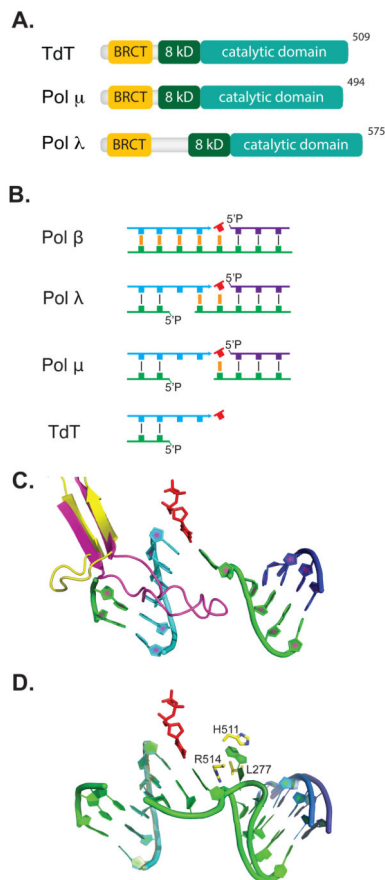 A.
509
TdT BRCT 8 kD catalytic domain
494
Pol μ BRCT 8 kD catalytic domain
575
Pol λ BRCT 8 kD catalytic domain
B.
5'P
Pol β
5'P
Pol λ
5'P
5'P
Pol μ
5'P
TdT
5'P
C.
D.
H511
R514
L277